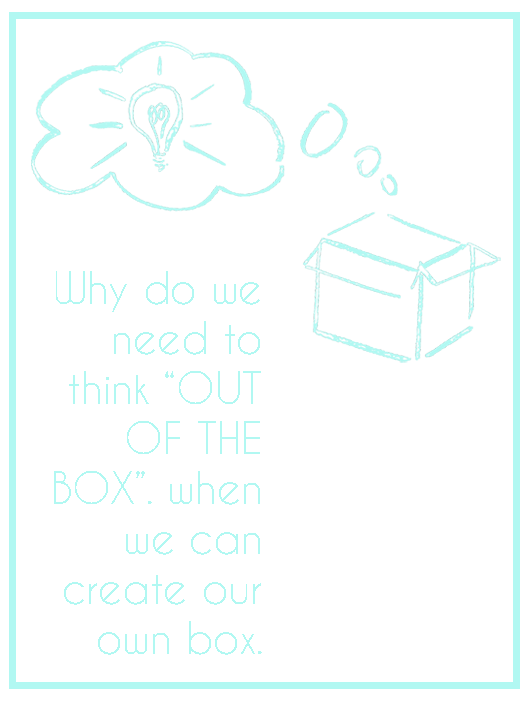 Why do we
need to
think “OUT
OF THE
BOX”. when
we can
create our
own box.